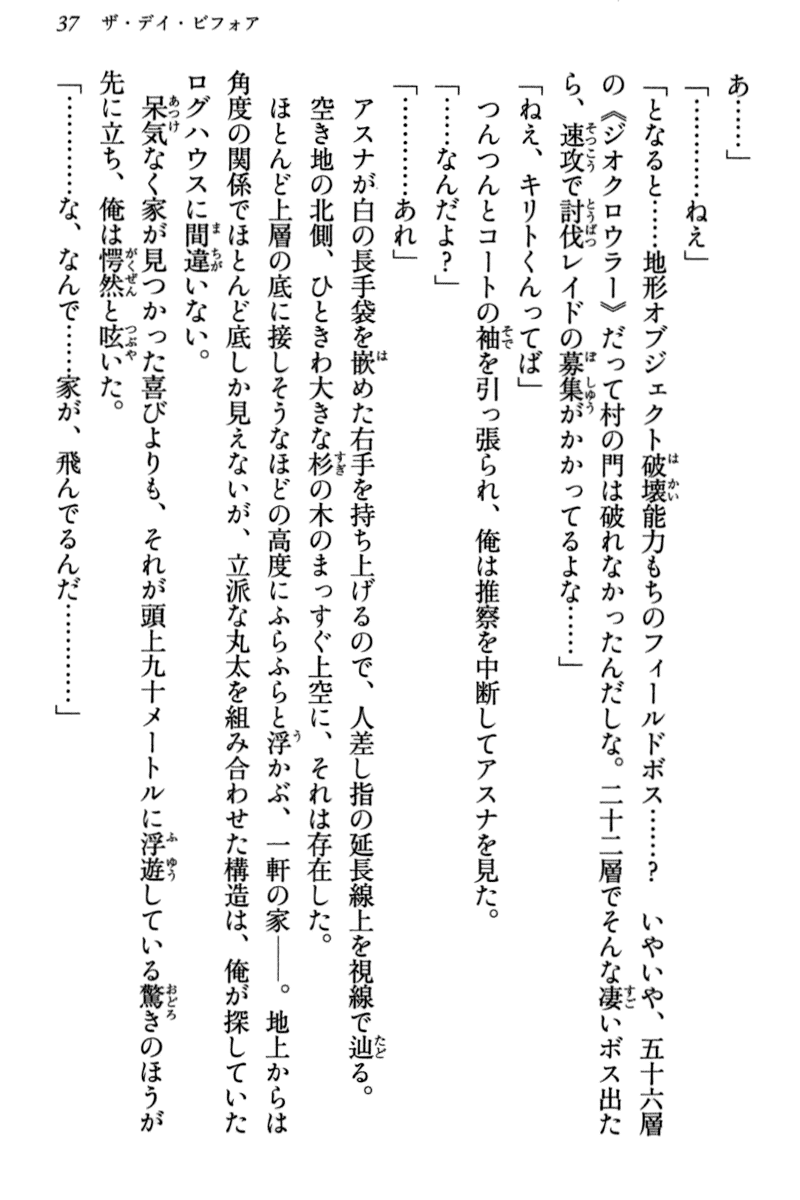 37　ザ・デイ・ビフォア
あ……」
「…………ねえ」
「となると……地形オブジェクト破壊能力もちのフィールドボス……？　いやいや、五十六層
の《ジオクロウラー》だって村の門は破れなかったんだしな。二十二層でそんな凄いボス出た
ら、速攻で討伐レイドの募集がかかってるよな……」
「ねえ、キリトくんってば」
つんつんとコートの袖を引っ張られ、俺は推察を中断してアスナを見た。
「……なんだよ？」
「…………あれ」
アスナが白の長手袋を嵌めた右手を持ち上げるので、人差し指の延長線上を視線で辿る。
空き地の北側、ひときわ大きな杉の木のまっすぐ上空に、それは存在した。
ほとんど上層の底に接しそうなほどの高度にふらふらと浮かぶ、一軒の家――。地上からは
角度の関係でほとんど底しか見えないが、立派な丸太を組み合わせた構造は、俺が探していた
ログハウスに間違いない。
呆気なく家が見つかった喜びよりも、それが頭上九十メートルに浮遊している驚きのほうが
先に立ち、俺は愕然と呟いた。
「…………な、なんで……家が、飛んでるんだ…………」